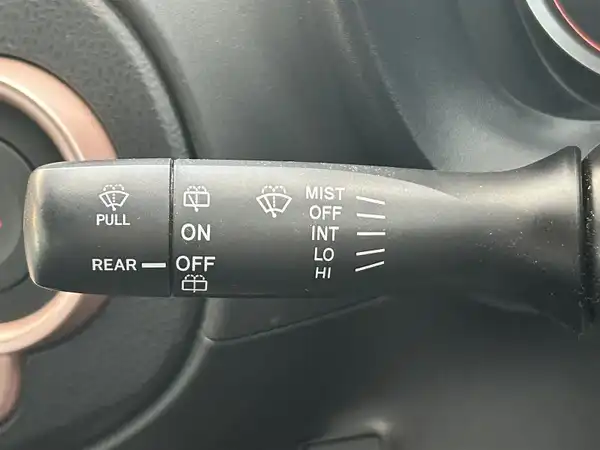 PULL
REAR
ON
OFF
MIST
OFF
INT
LO
HI